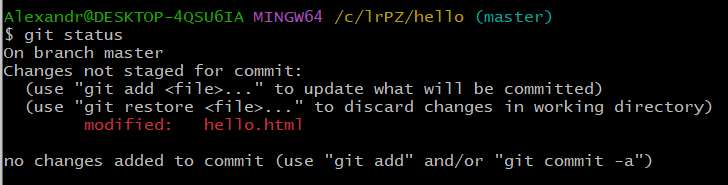 Alexandr@DESKTOP-4QSU6IA MINGW64 /c/lrPZ/hello (master)
$ git status
On branch master
Changes not staged for commit:
  (use "git add <file>..." to update what will be committed)
  (use "git restore <file>..." to discard changes in working directory)
        modified:   hello.html

no changes added to commit (use "git add" and/or "git commit -a")